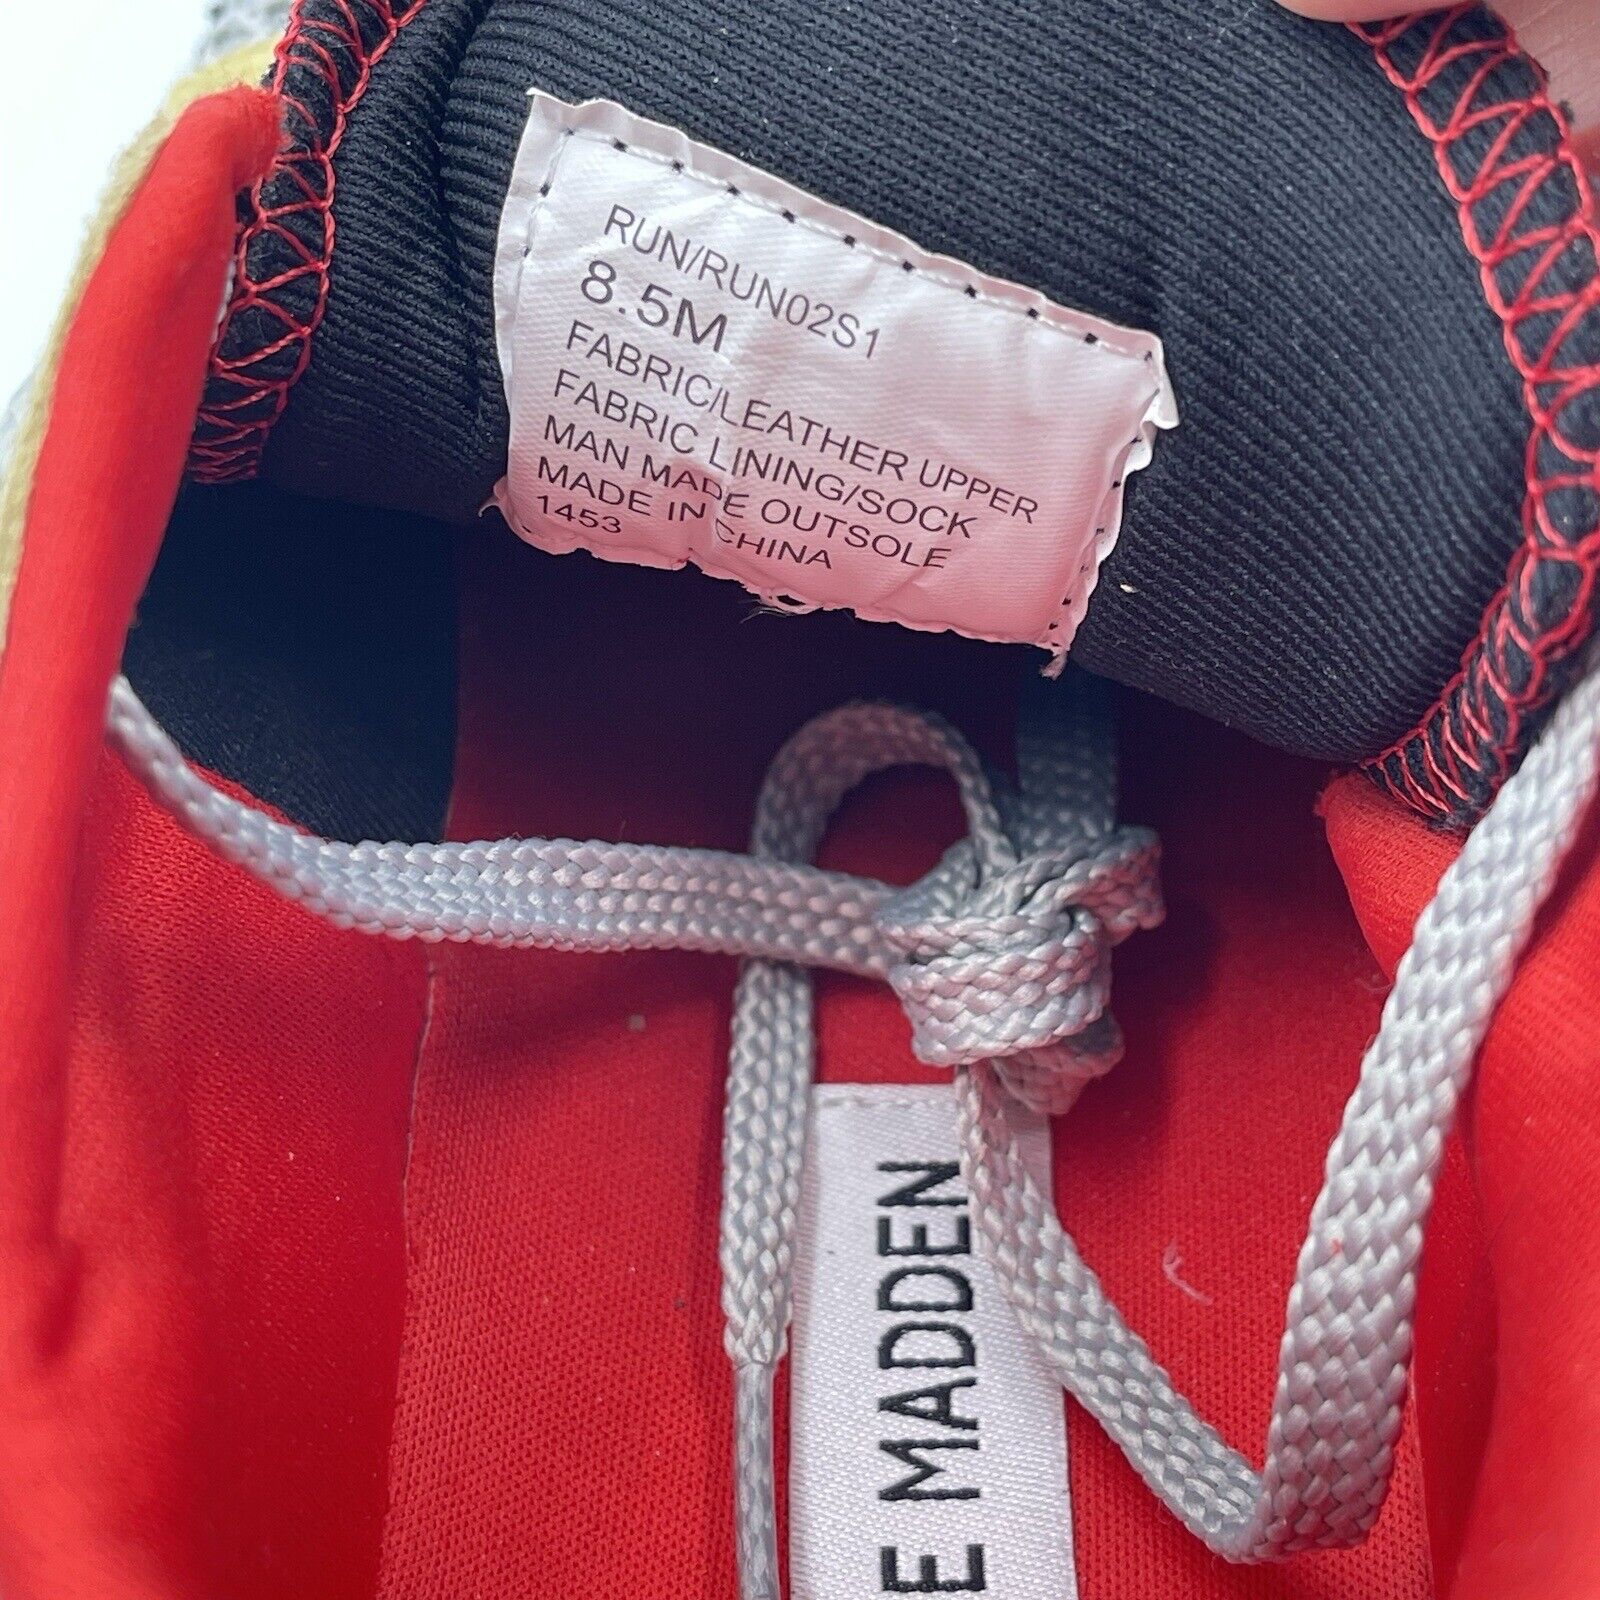 RUN/RUN02S1
8.5M
FABRIC/LEATHER UPPER
FABRIC LINING/SOCK
MAN MADE OUTSOLE
MADE IN CHINA
1453
E MADDEN